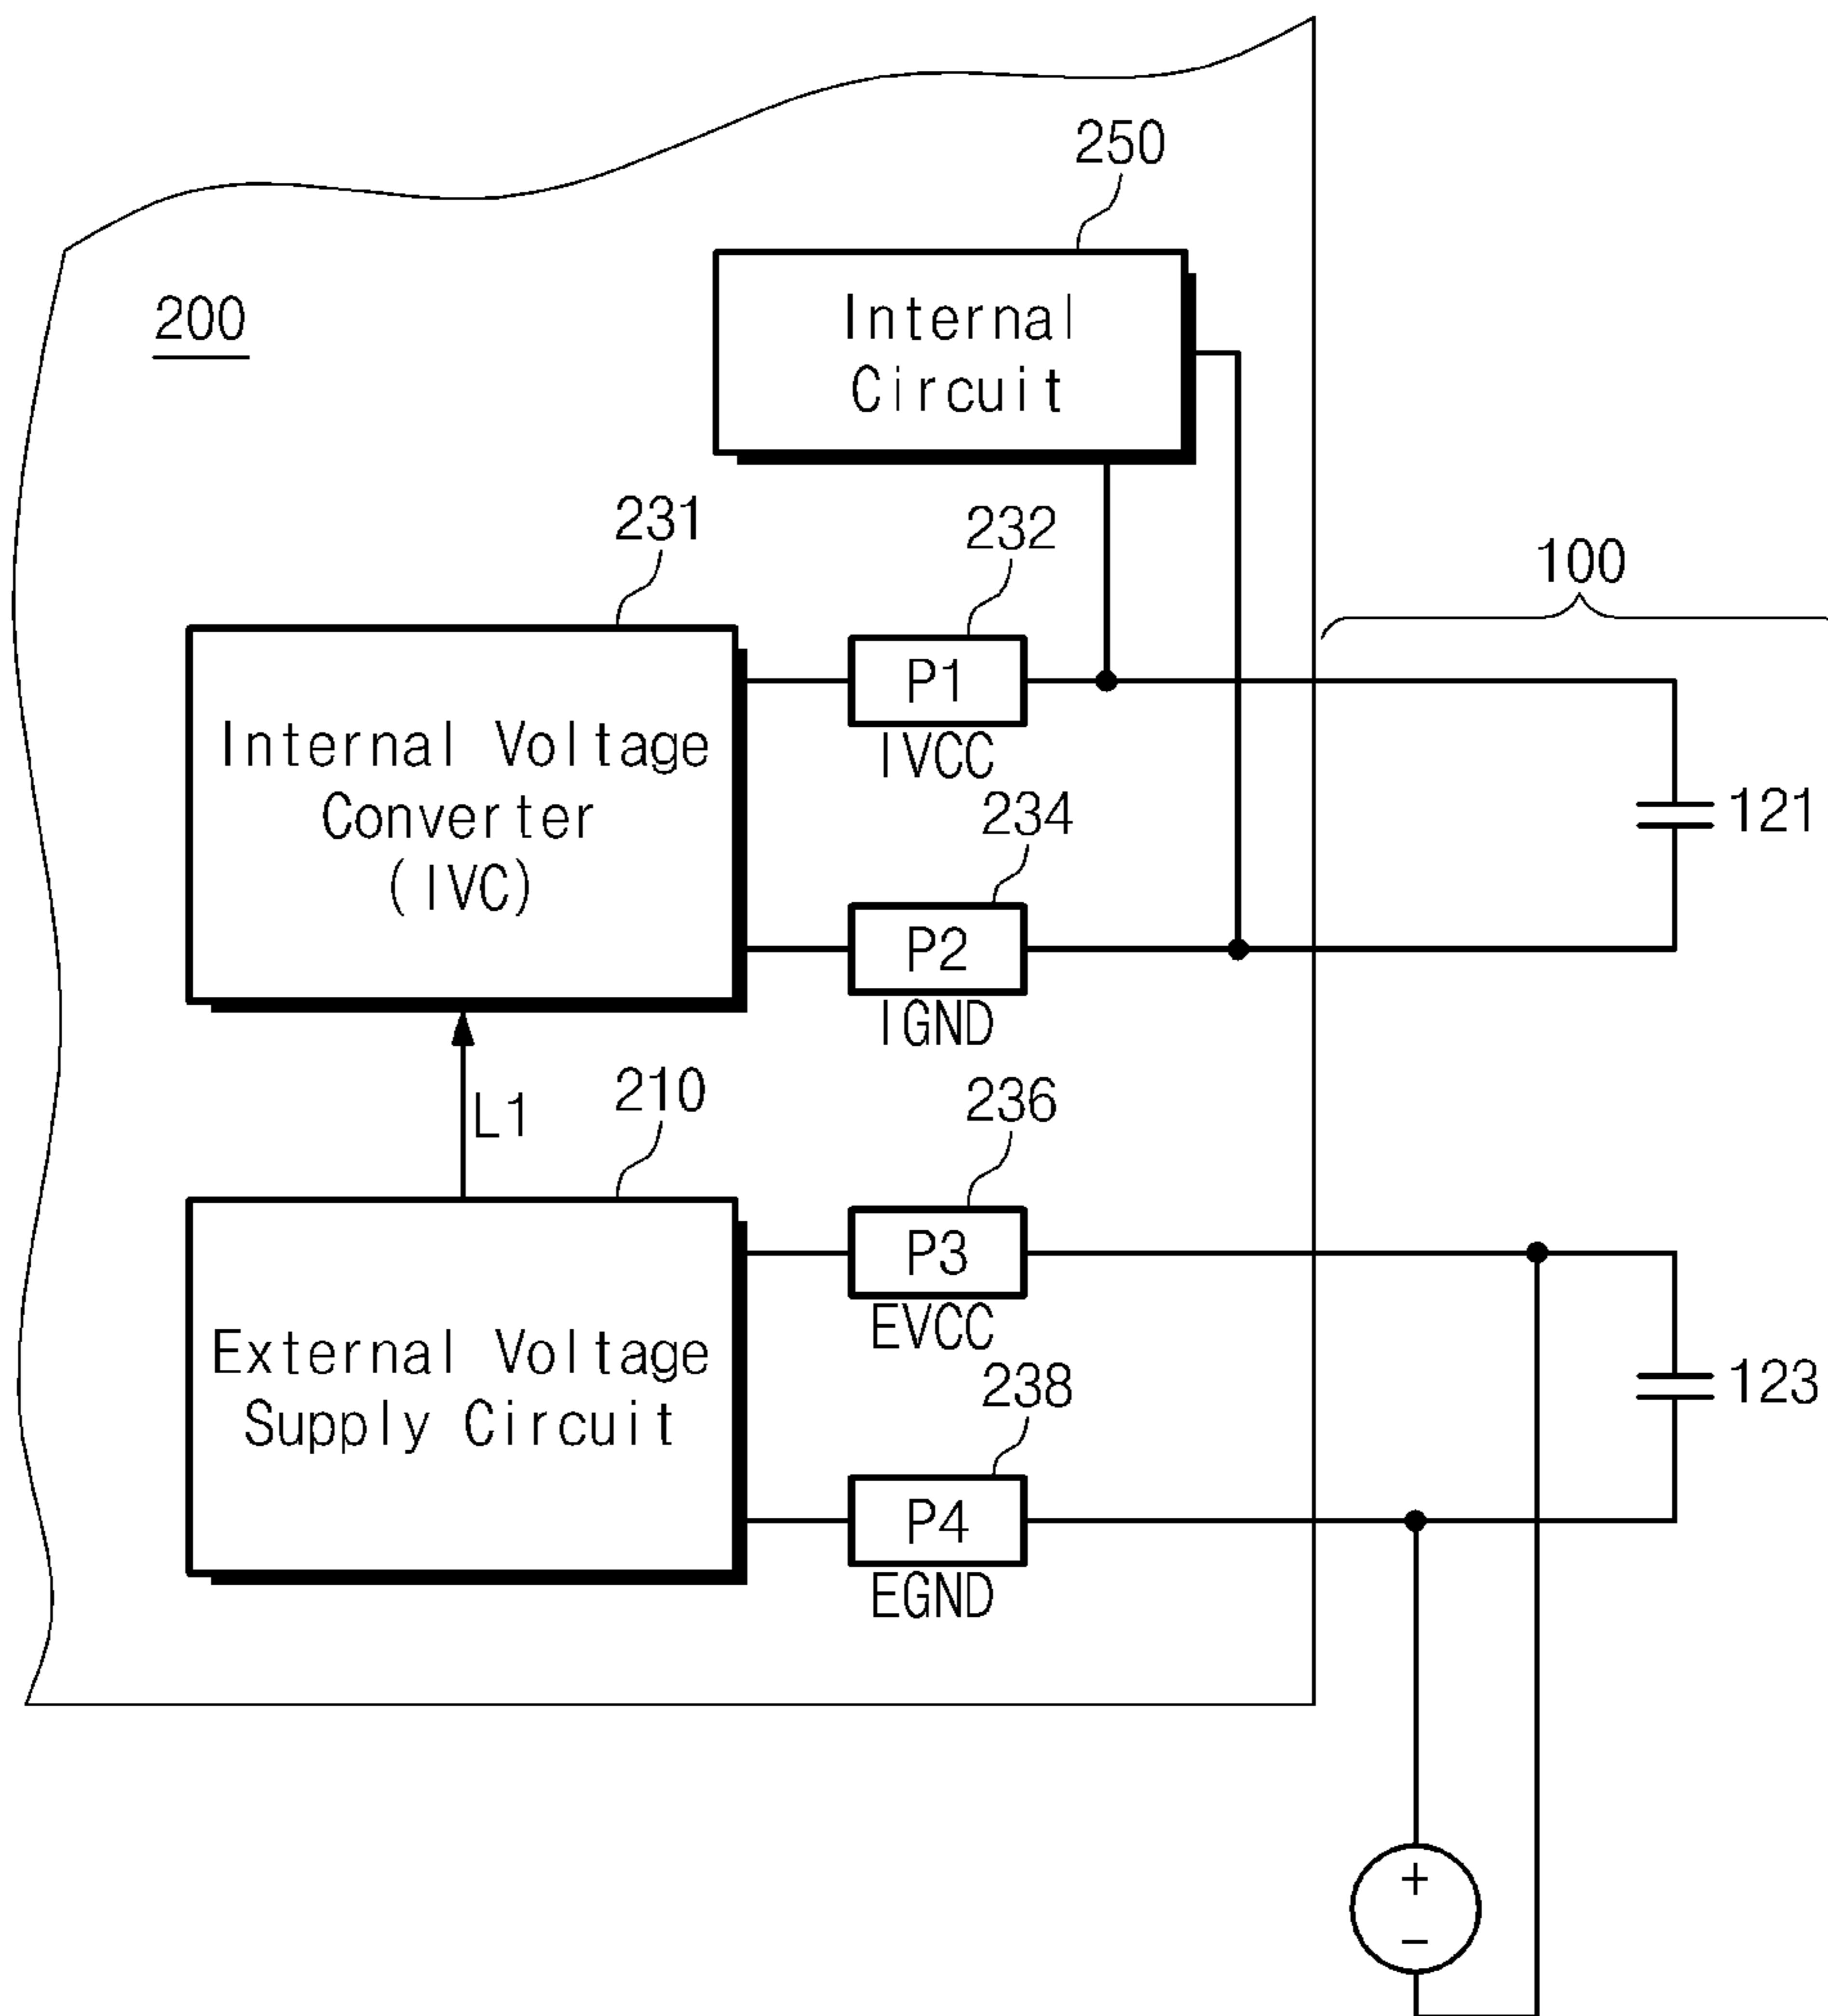 250
Internal
Circuit
200
231
232
100
P1
IVCC
Internal Voltage
Converter
(IVC)
234
121
P2
IGND
210
236
L1
P3
EVCC
External Voltage
Supply Circuit
238
123
P4
EGND
+
−